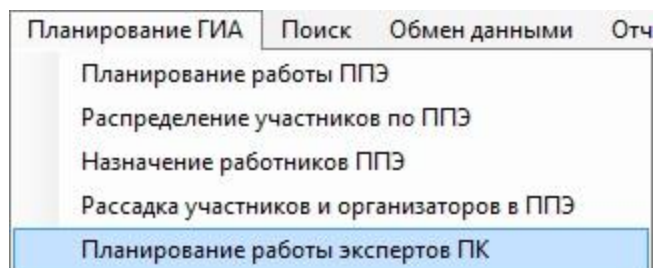 Планирование ГИА Поиск Обмен данными Отч
Планирование работы ППЭ
Распределение участников по ППЭ
Назначение работников ППЭ
Рассадка участников и организаторов в ППЭ
Планирование работы экспертов ПК